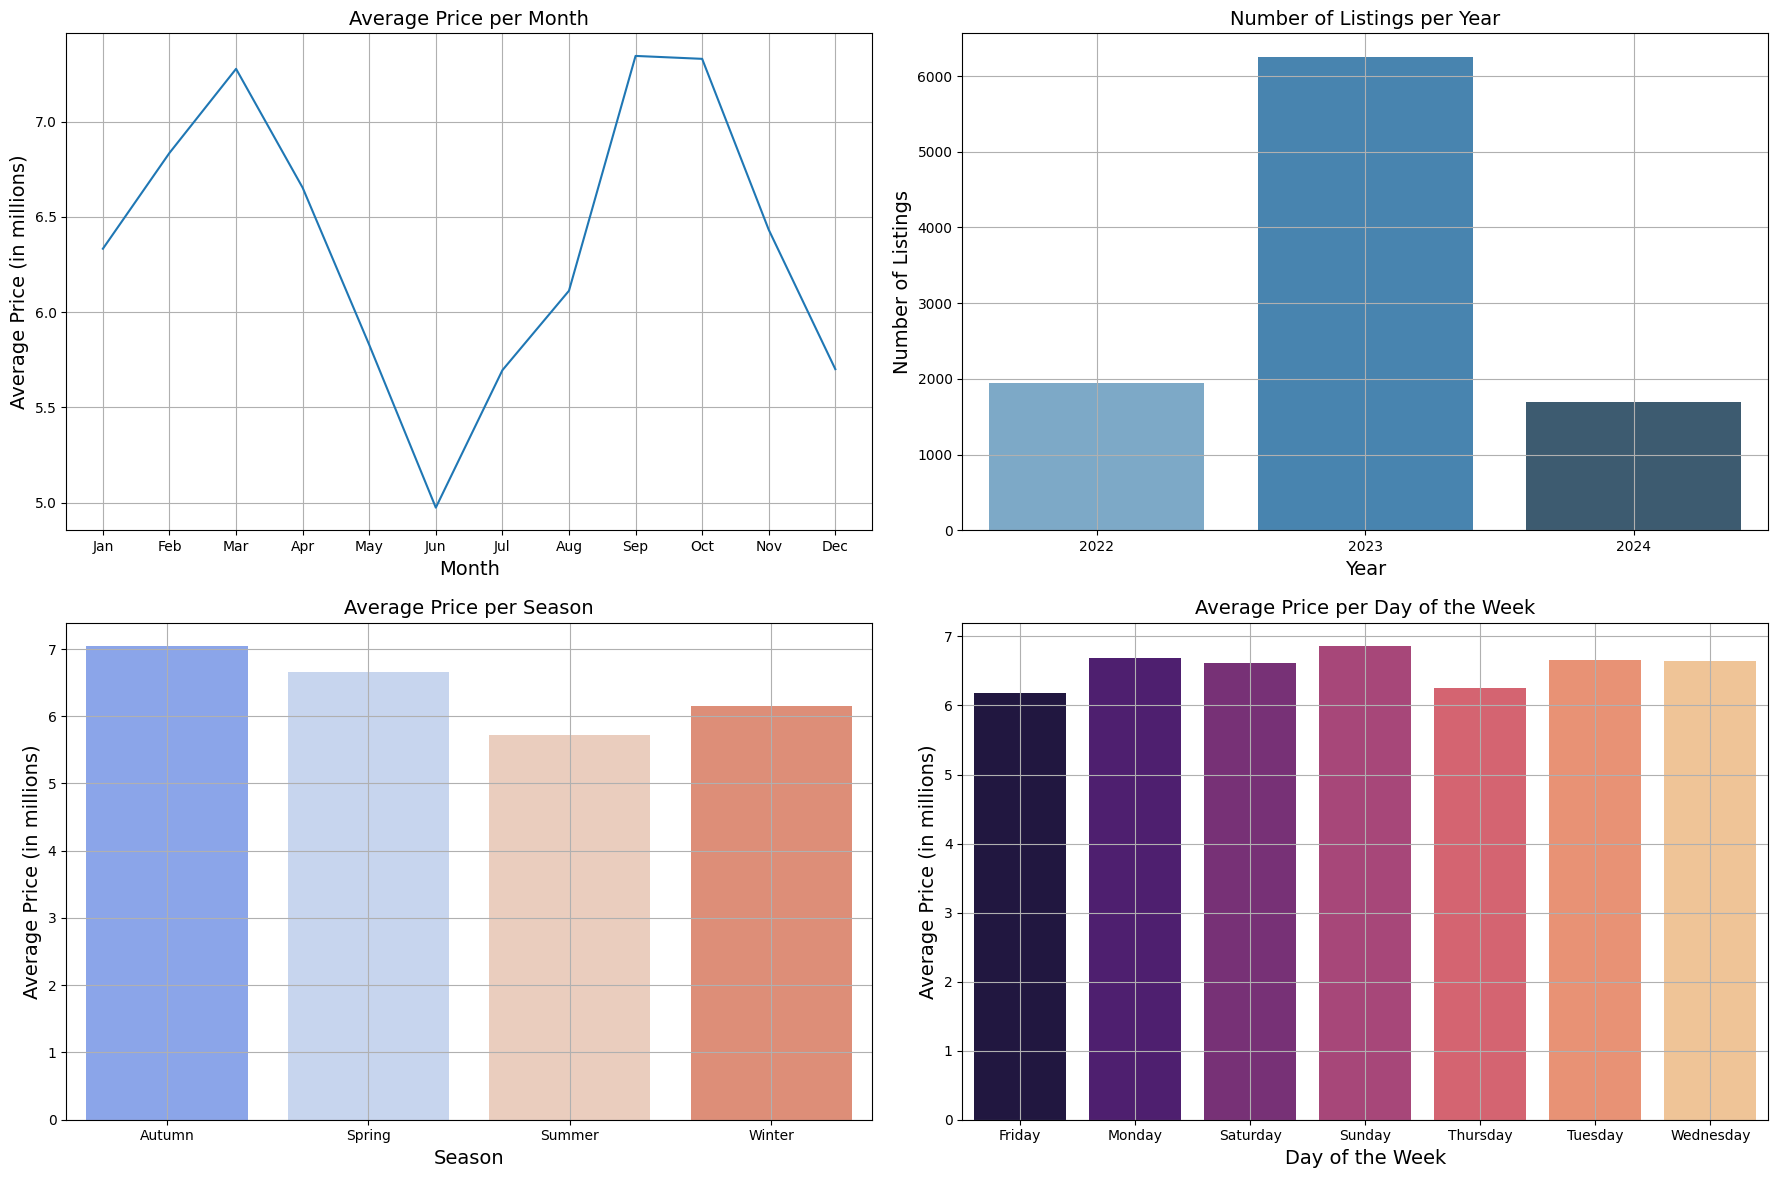 Average Price per Month
Average Price (in millions)
7.0
6.5
6.0
5.5
5.0
Jan Feb Mar Apr May Jun Jul Aug Sep Oct Nov Dec
Month
Number of Listings per Year
Number of Listings
6000
5000
4000
3000
2000
1000
0
2022 2023 2024
Year
Average Price per Season
Average Price (in millions)
7
6
5
4
3
2
1
0
Autumn Spring Summer Winter
Season
Average Price per Day of the Week
Average Price (in millions)
7
6
5
4
3
2
1
0
Friday Monday Saturday Sunday Thursday Tuesday Wednesday
Day of the Week